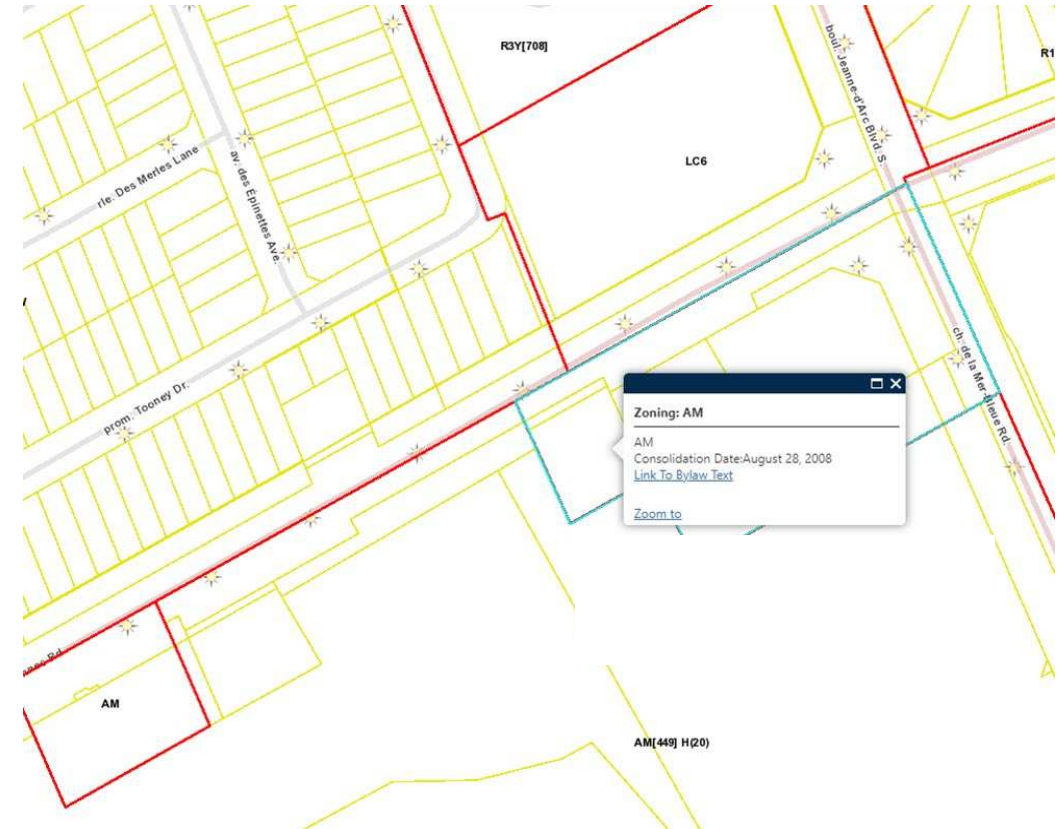 R3Y[708]
boul. Jeanne-d'Arc Blvd. S.
R1
LC6
rle. Des Merles Lane
av. des Épinettes Ave.
prom. Tooney Dr.
ch. de la Mer-Bleue Rd.
Zoning: AM
AM
Consolidation Date:August 28, 2008
Link To Bylaw Text
Zoom to
Rd.
AM
AM[449] H(20)